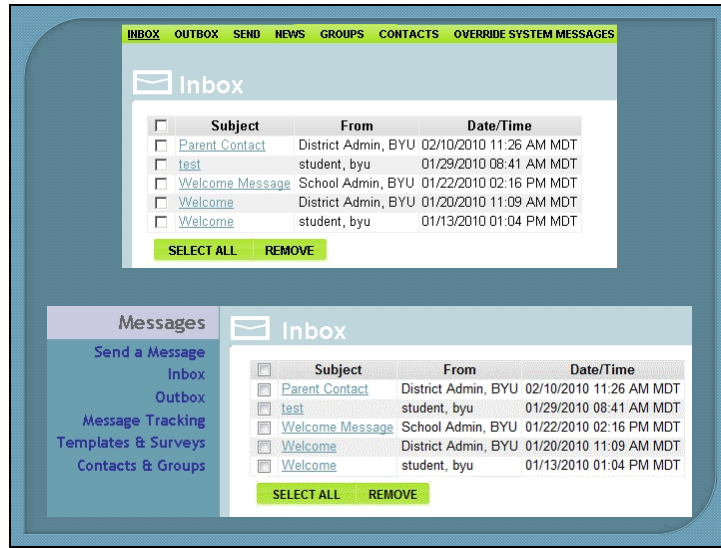 INBOX OUTBOX SEND NEWS GROUPS CONTACTS OVERRIDE SYSTEM MESSAGES
Inbox
Subject From Date/Time
Parent Contact District Admin, BYU 02/10/2010 11:26 AM MDT
test student, byu 01/29/2010 08:41 AM MDT
Welcome Message School Admin, BYU 01/22/2010 02:16 PM MDT
Welcome District Admin, BYU 01/20/2010 11:09 AM MDT
Welcome student, byu 01/13/2010 01:04 PM MDT
SELECT ALL REMOVE
Messages
Send a Message
Inbox
Outbox
Message Tracking
Templates & Surveys
Contacts & Groups
Inbox
Subject From Date/Time
Parent Contact District Admin, BYU 02/10/2010 11:26 AM MDT
test student, byu 01/29/2010 08:41 AM MDT
Welcome Message School Admin, BYU 01/22/2010 02:16 PM MDT
Welcome District Admin, BYU 01/20/2010 11:09 AM MDT
Welcome student, byu 01/13/2010 01:04 PM MDT
SELECT ALL REMOVE